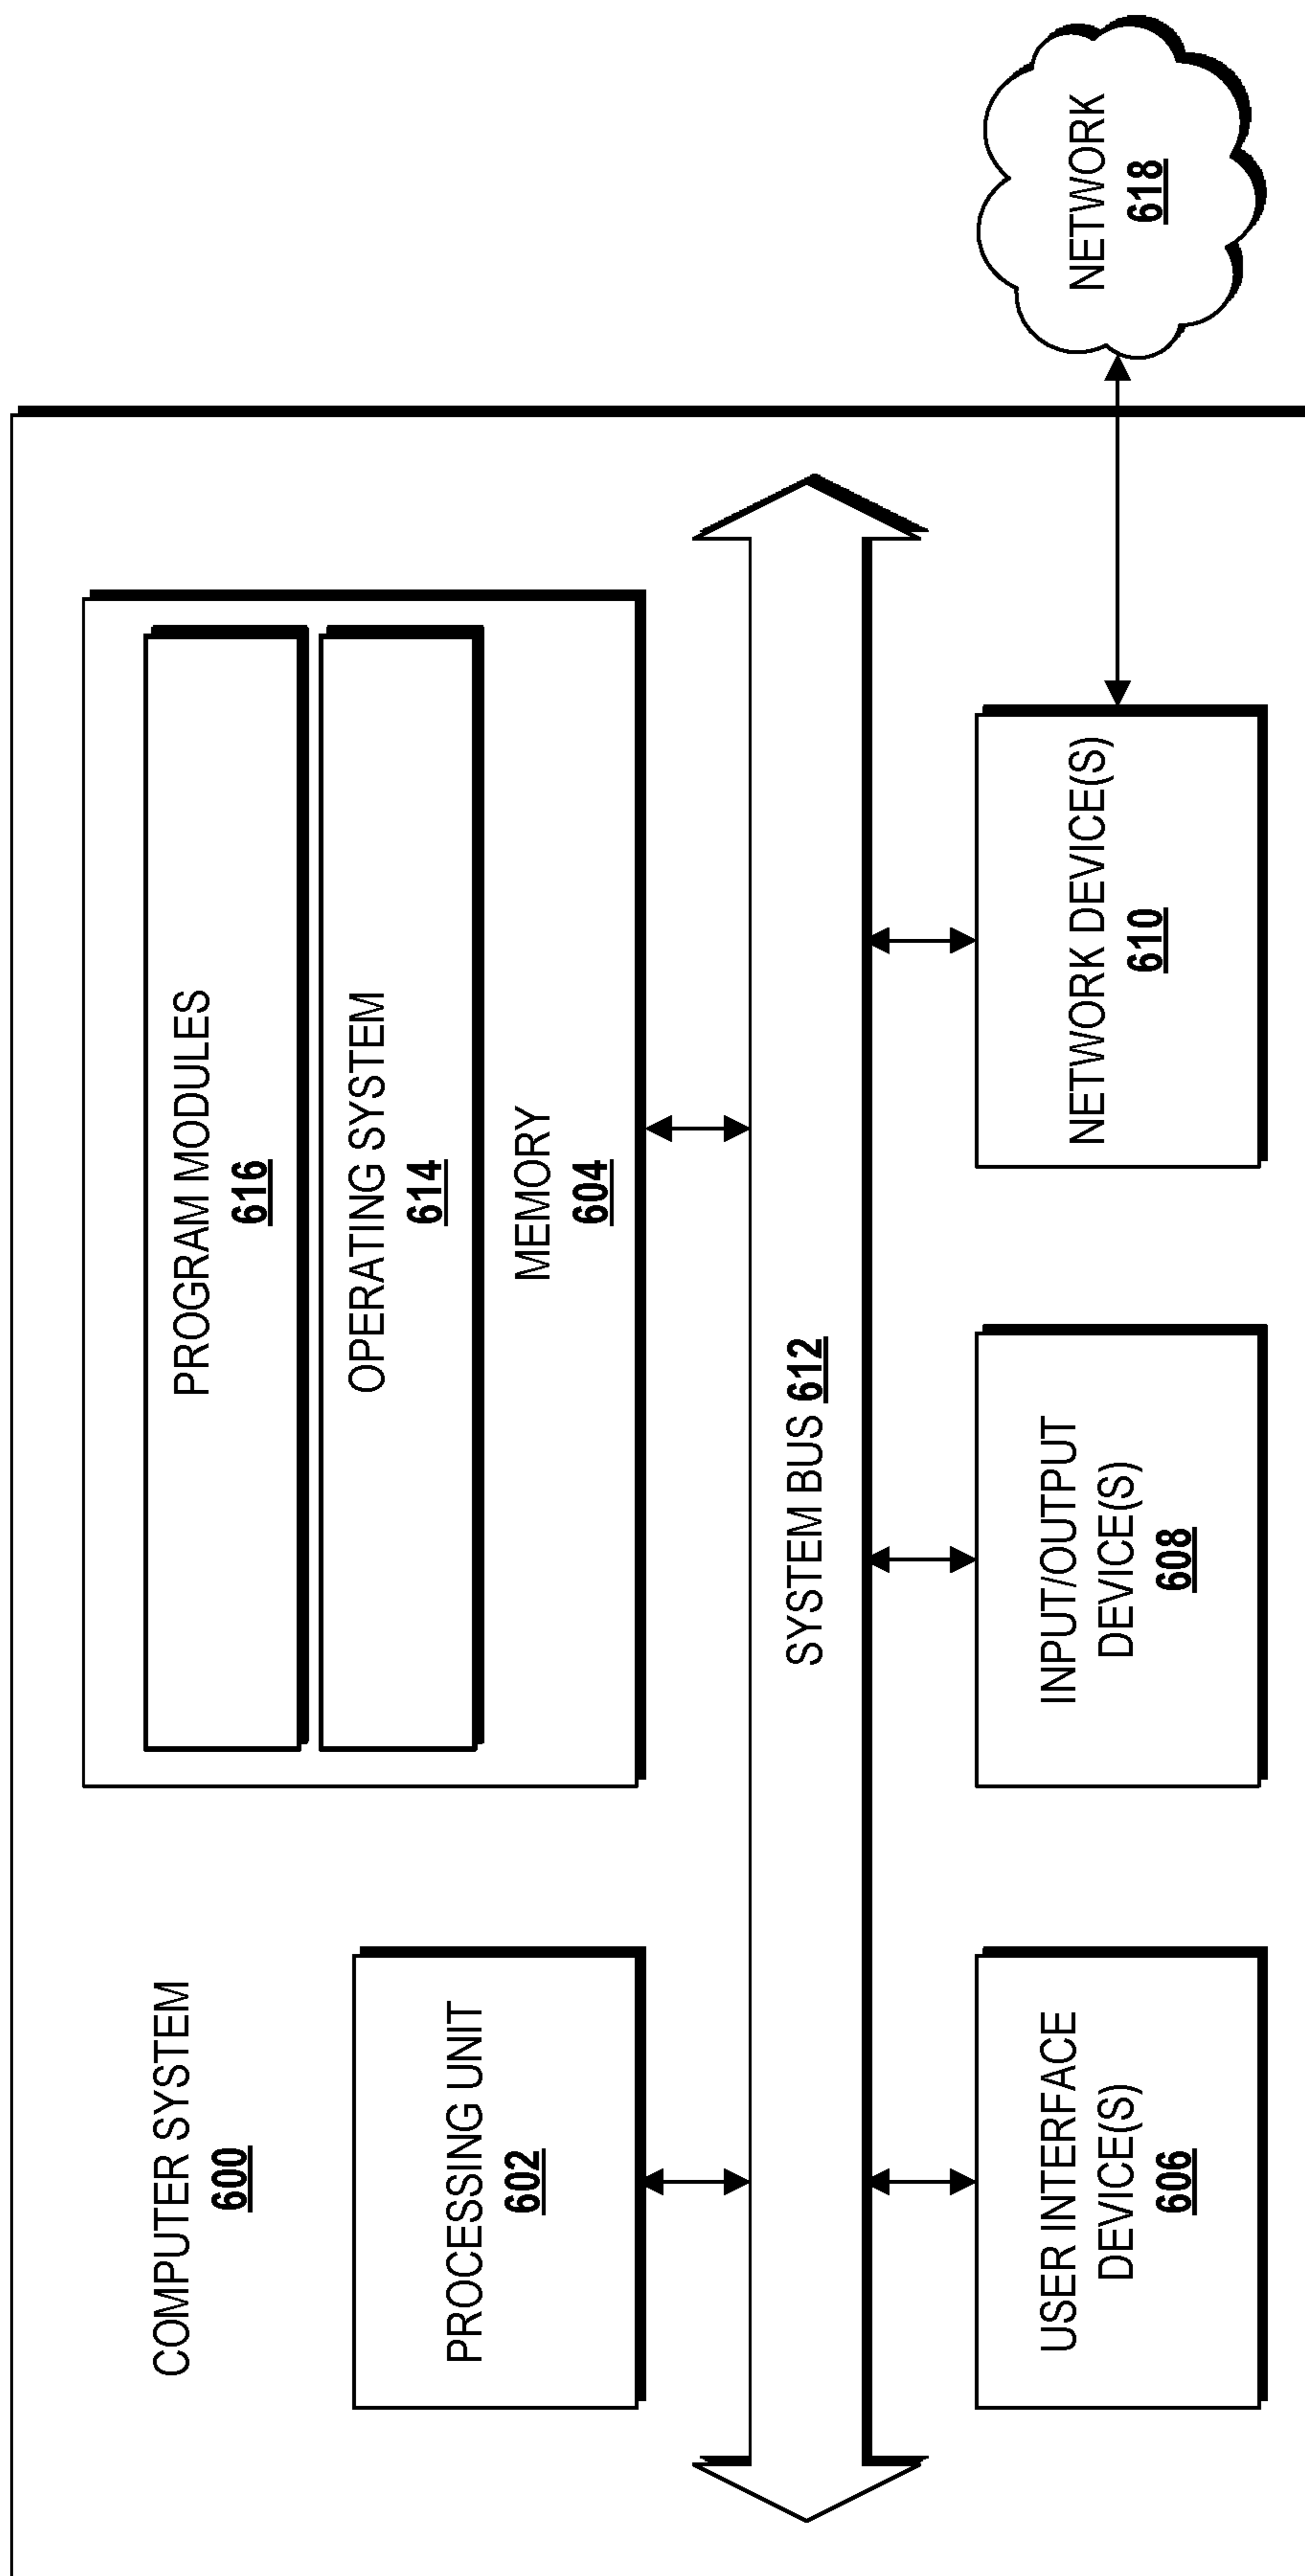 COMPUTER SYSTEM
600
PROCESSING UNIT
602
PROGRAM MODULES
616
OPERATING SYSTEM
614
MEMORY
604
SYSTEM BUS 612
USER INTERFACE
DEVICE(S)
606
INPUT/OUTPUT
DEVICE(S)
608
NETWORK DEVICE(S)
610
NETWORK
618